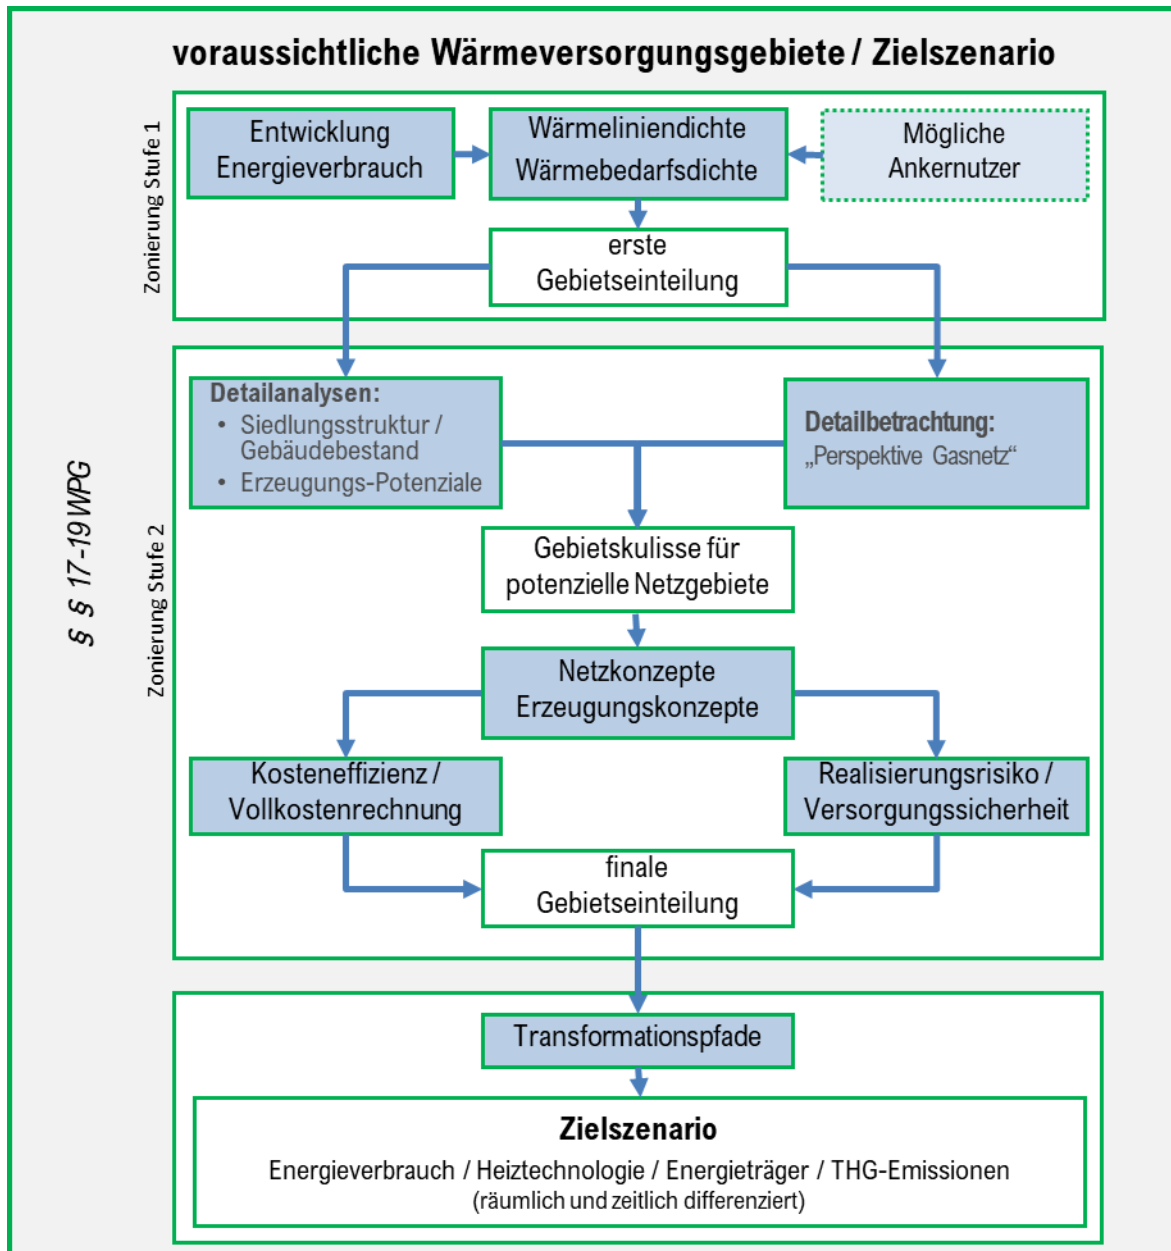 voraussichtliche Wärmeversorgungsgebiete / Zielszenario
§ § 17-19 WPG
Zonierung Stufe 1
Entwicklung
Energieverbrauch
Wärmeliniendichte
Wärmebedarfsdichte
Mögliche
Ankernutzer
erste
Gebietseinteilung
Zonierung Stufe 2
Detailanalysen:
• Siedlungsstruktur /
Gebäudebestand
• Erzeugungs-Potenziale
Detailbetrachtung:
„Perspektive Gasnetz“
Gebietskulisse für
potenzielle Netzgebiete
Netzkonzepte
Erzeugungskonzepte
Kosteneffizienz /
Vollkostenrechnung
Realisierungsrisiko /
Versorgungssicherheit
finale
Gebietseinteilung
Transformationspfade
Zielszenario
Energieverbrauch / Heiztechnologie / Energieträger / THG-Emissionen
(räumlich und zeitlich differenziert)